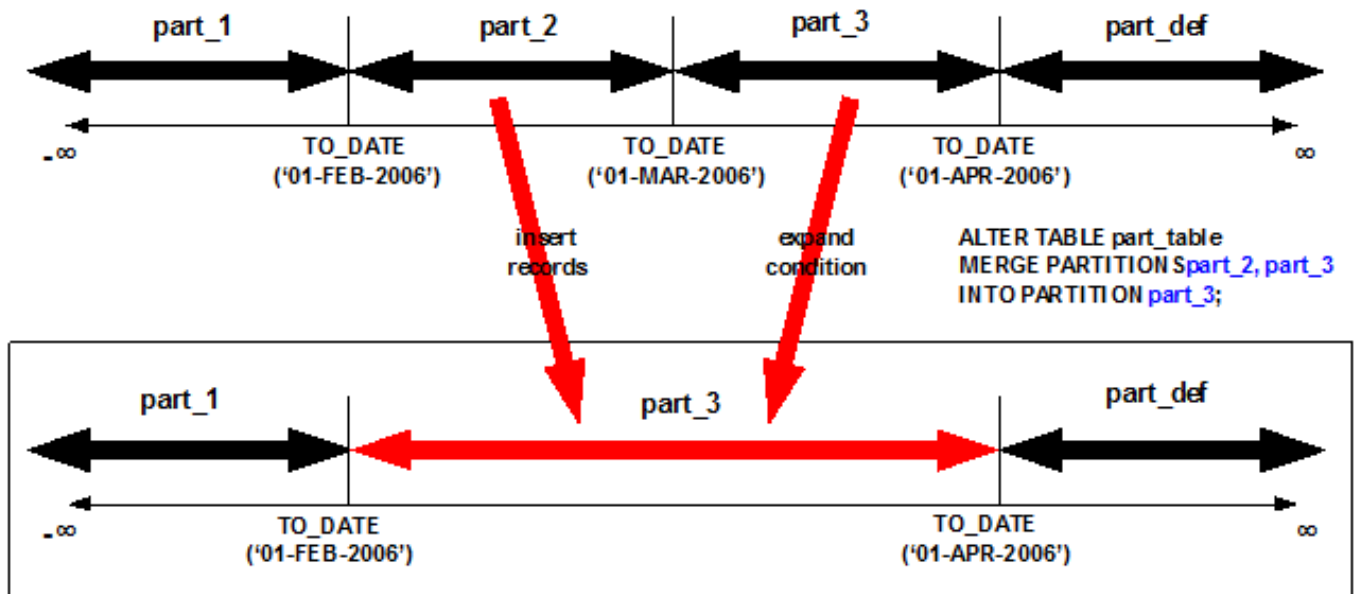 part_1 part_2 part_3 part_def
-∞ TO_DATE TO_DATE TO_DATE ∞
('01-FEB-2006') ('01-MAR-2006') ('01-APR-2006')
insert expand
records condition
ALTER TABLE part_table
MERGE PARTITIONS part_2, part_3
INTO PARTITION part_3;
part_1 part_3 part_def
-∞ TO_DATE TO_DATE ∞
('01-FEB-2006') ('01-APR-2006')